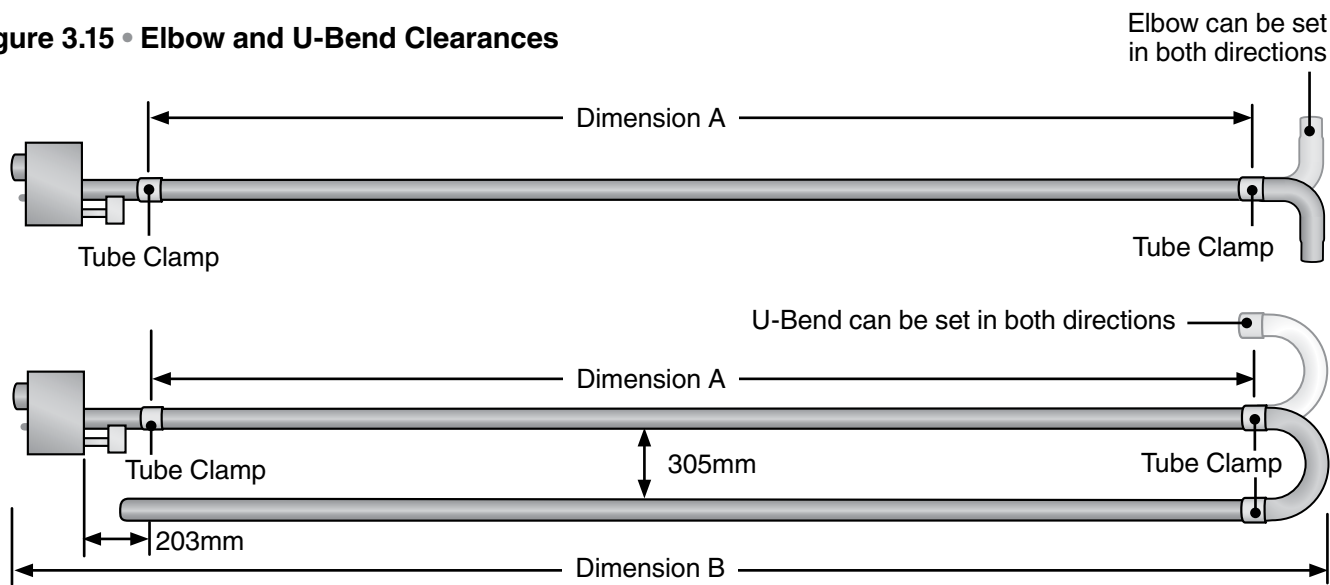 gure 3.15 • Elbow and U-Bend Clearances
Elbow can be set
in both directions
Dimension A
Tube Clamp
Tube Clamp
U-Bend can be set in both directions
Dimension A
Tube Clamp
305mm
Tube Clamp
203mm
Dimension B